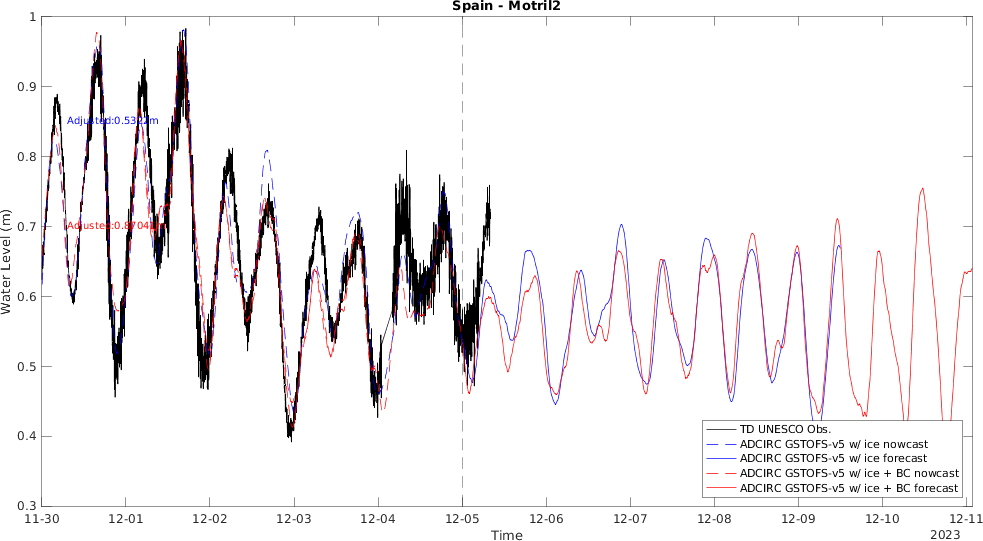 Spain - Motril2
1
0.9
0.8
0.7
0.6
0.5
0.4
0.3
Water Level (m)
Adjusted:0.5322m
11-30
12-01
12-02
12-03
12-04
12-05
12-06
12-07
12-08
12-09
12-10
12-11
2023
Time
TD UNESCO Obs.
ADCIRC GSTOFS-v5 w/ ice nowcast
ADCIRC GSTOFS-v5 w/ ice forecast
ADCIRC GSTOFS-v5 w/ ice + BC nowcast
ADCIRC GSTOFS-v5 w/ ice + BC forecast